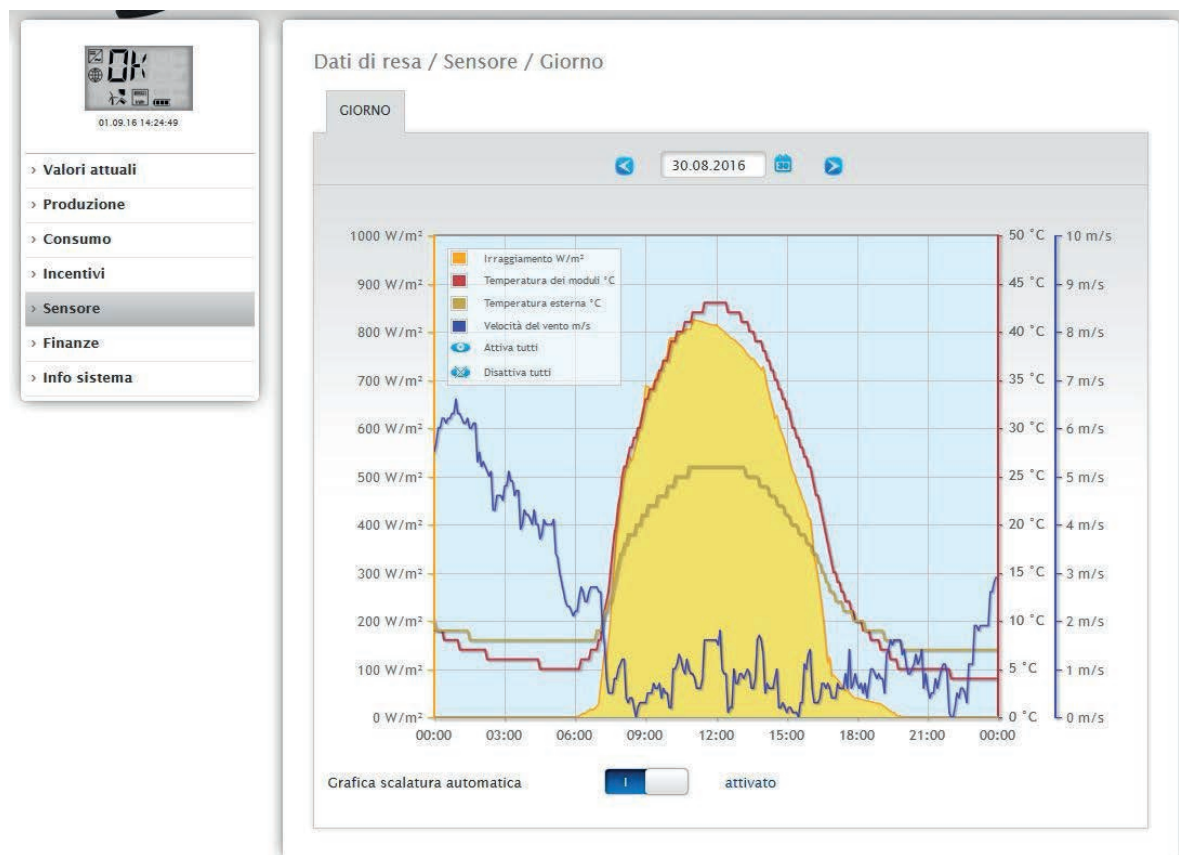 OK
01.09.16 14:24:49
› Valori attuali
› Produzione
› Consumo
› Incentivi
› Sensore
› Finanze
› Info sistema
Dati di resa / Sensore / Giorno
GIORNO
30.08.2016
1000 W/m²
900 W/m²
800 W/m²
700 W/m²
600 W/m²
500 W/m²
400 W/m²
300 W/m²
200 W/m²
100 W/m²
0 W/m²
Irraggiamento W/m²
Temperatura dei moduli °C
Temperatura esterna °C
Velocità del vento m/s
Attiva tutti
Disattiva tutti
50 °C
45 °C
40 °C
35 °C
30 °C
25 °C
20 °C
15 °C
10 °C
5 °C
0 °C
10 m/s
9 m/s
8 m/s
7 m/s
6 m/s
5 m/s
4 m/s
3 m/s
2 m/s
1 m/s
0 m/s
00:00 03:00 06:00 09:00 12:00 15:00 18:00 21:00 00:00
Grafica scalatura automatica I attivato